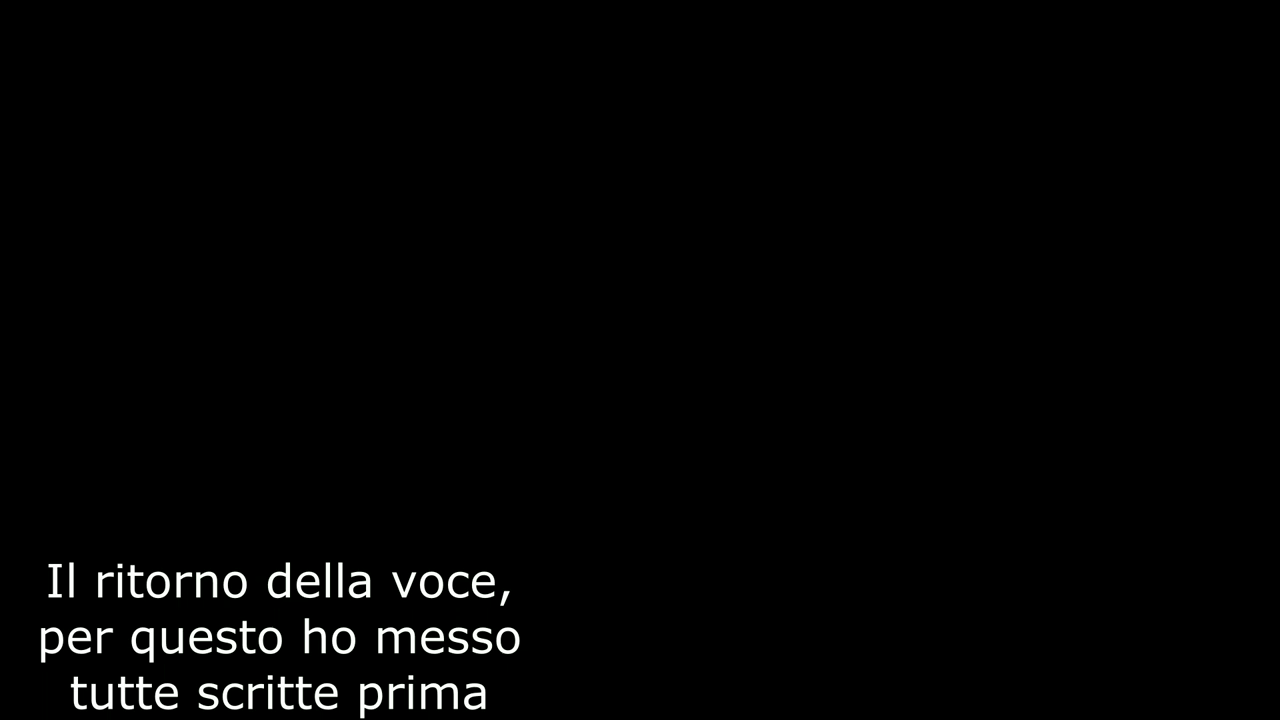 Il ritorno della voce,
per questo ho messo
tutte scritte prima